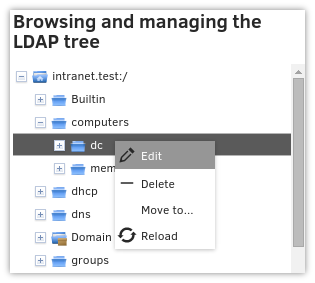 Browsing and managing the
LDAP tree
intranet.test:/
Builtin
computers
dc
Edit
mem
Delete
dhcp
Move to...
dns
Domain
Reload
groups